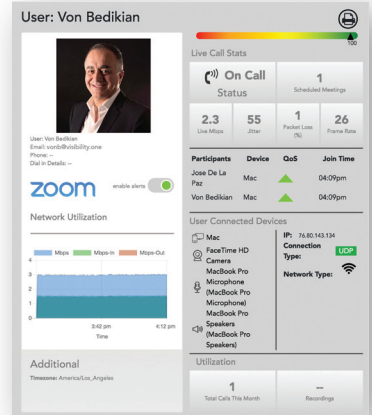 User: Von Bedikian
User: Von Bedikian
Email: vonb@visibility.one
Phone: --
Dial in Details: --
zoom
enable alerts
Network Utilization
Mbps
Mbps-in
Mbps-Out
4
3
2
1
0
3:42 pm
4:12 pm
Time
Additional
Timezone: America/Los_Angeles
100
Live Call Stats
On Call
Status
1
Scheduled Meetings
2.3
Live Mbps
55
Jitter
1
Packet Loss
(%)
26
Frame Rate
Participants Device QoS Join Time
Jose De La
Paz
Mac
04:09pm
Von Bedikian Mac 04:09pm
User Connected Devices
Mac
FaceTime HD
Camera
MacBook Pro
Microphone
(MacBook Pro
Microphone)
MacBook Pro
Speakers
(MacBook Pro
Speakers)
IP: 76.80.143.134
Connection
Type:
UDP
Network Type:
Utilization
1
Total Calls This Month
--
Recordings